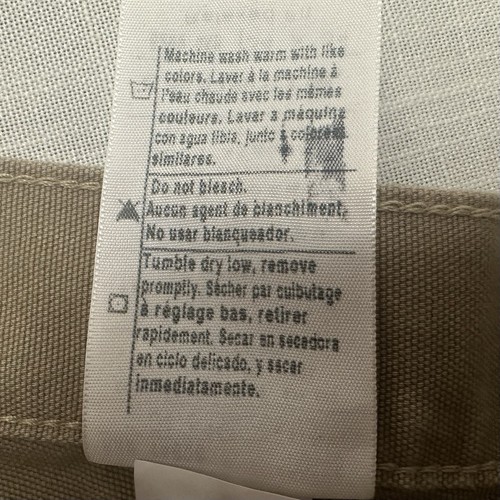 Machine wash warm with like
colors. Laver à la machine à
l'eau chaude avec les mêmes
couleurs. Lavar a máquina
con agua tibia, junto a colores
similares.
Do not bleach.
Aucun agent de blanchiment.
No usar blanqueador.
Tumble dry low, remove
promptly. Sécher par culbutage
à réglage bas, retirer
rapidement. Secar en secadora
en ciclo delicado, y sacar
inmediatamente.